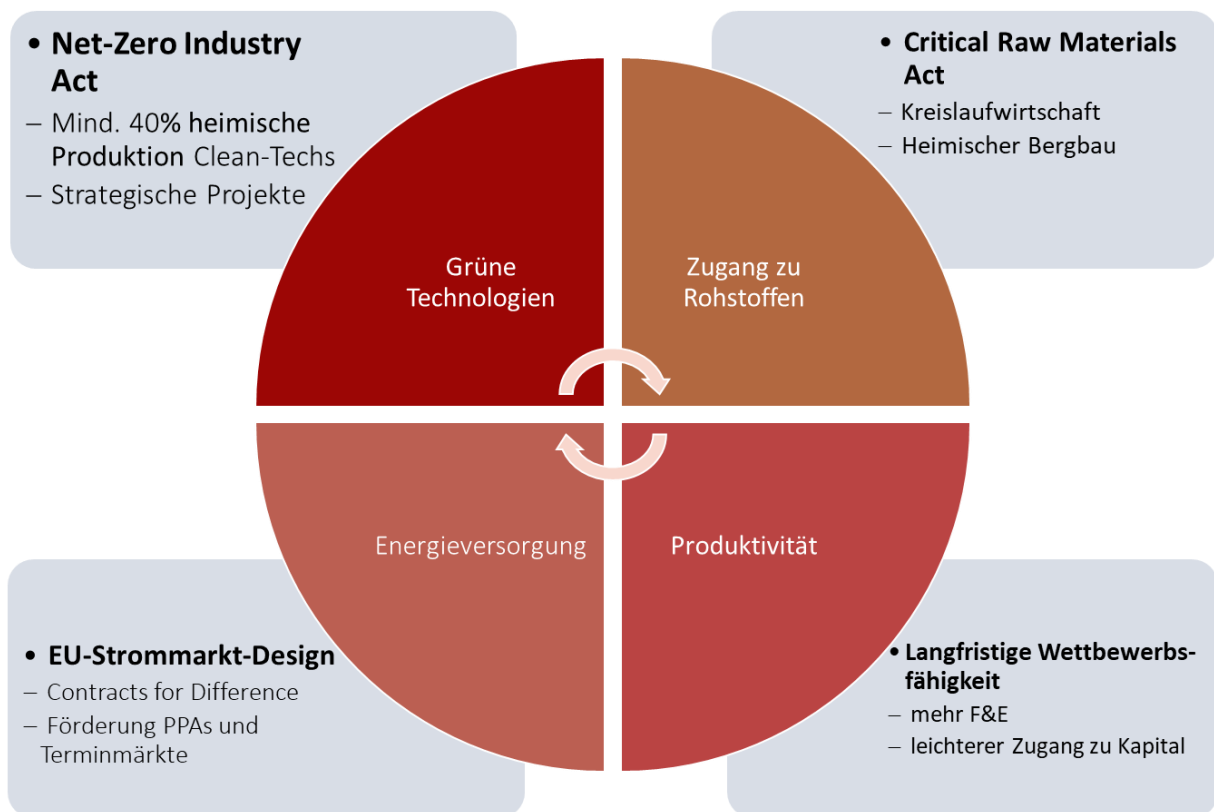 • Net-Zero Industry
Act
– Mind. 40% heimische
Produktion Clean-Techs
– Strategische Projekte
• Critical Raw Materials
Act
– Kreislaufwirtschaft
– Heimischer Bergbau
Grüne
Technologien
Zugang zu
Rohstoffen
Energieversorgung
Produktivität
• EU-Strommarkt-Design
– Contracts for Difference
– Förderung PPAs und
Terminmärkte
• Langfristige Wettbewerbs-
fähigkeit
– mehr F&E
– leichterer Zugang zu Kapital